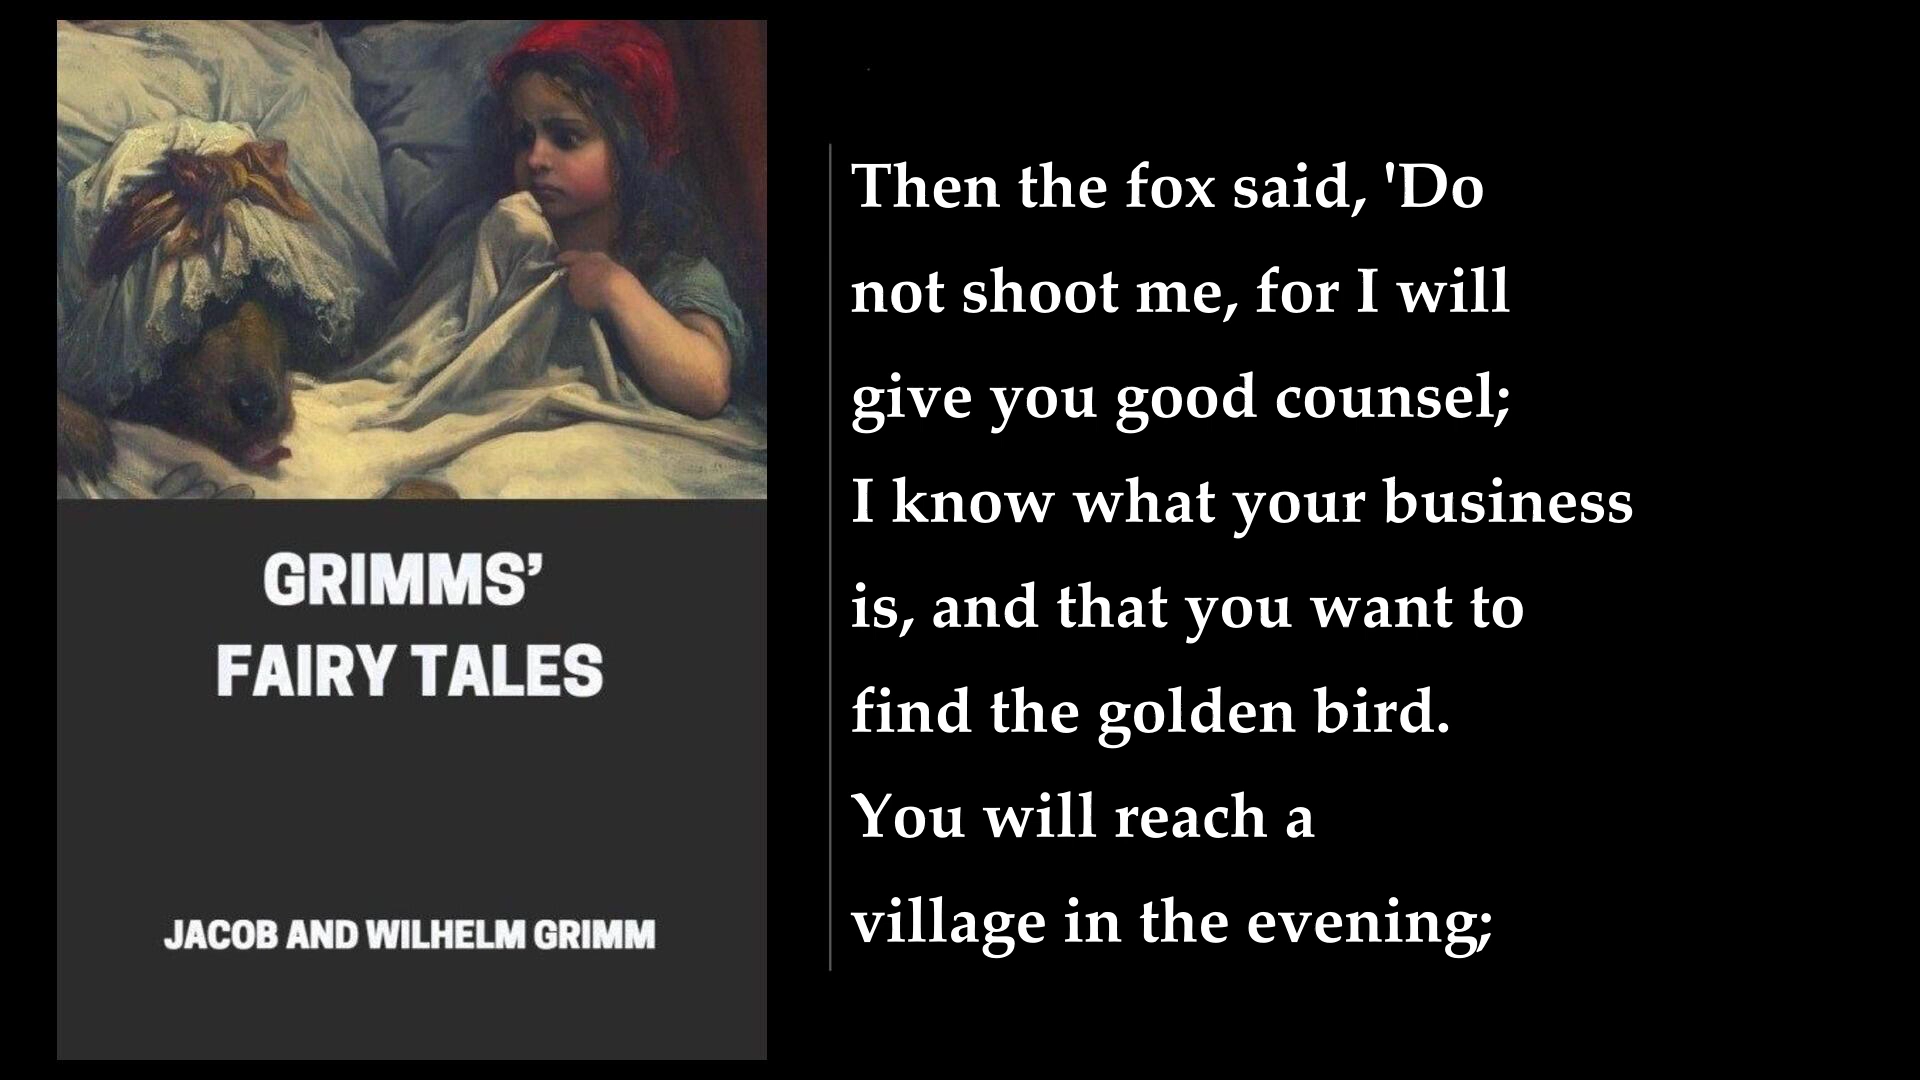 GRIMMS’
FAIRY TALES
JACOB AND WILHELM GRIMM
Then the fox said, 'Do
not shoot me, for I will
give you good counsel;
I know what your business
is, and that you want to
find the golden bird.
You will reach a
village in the evening;